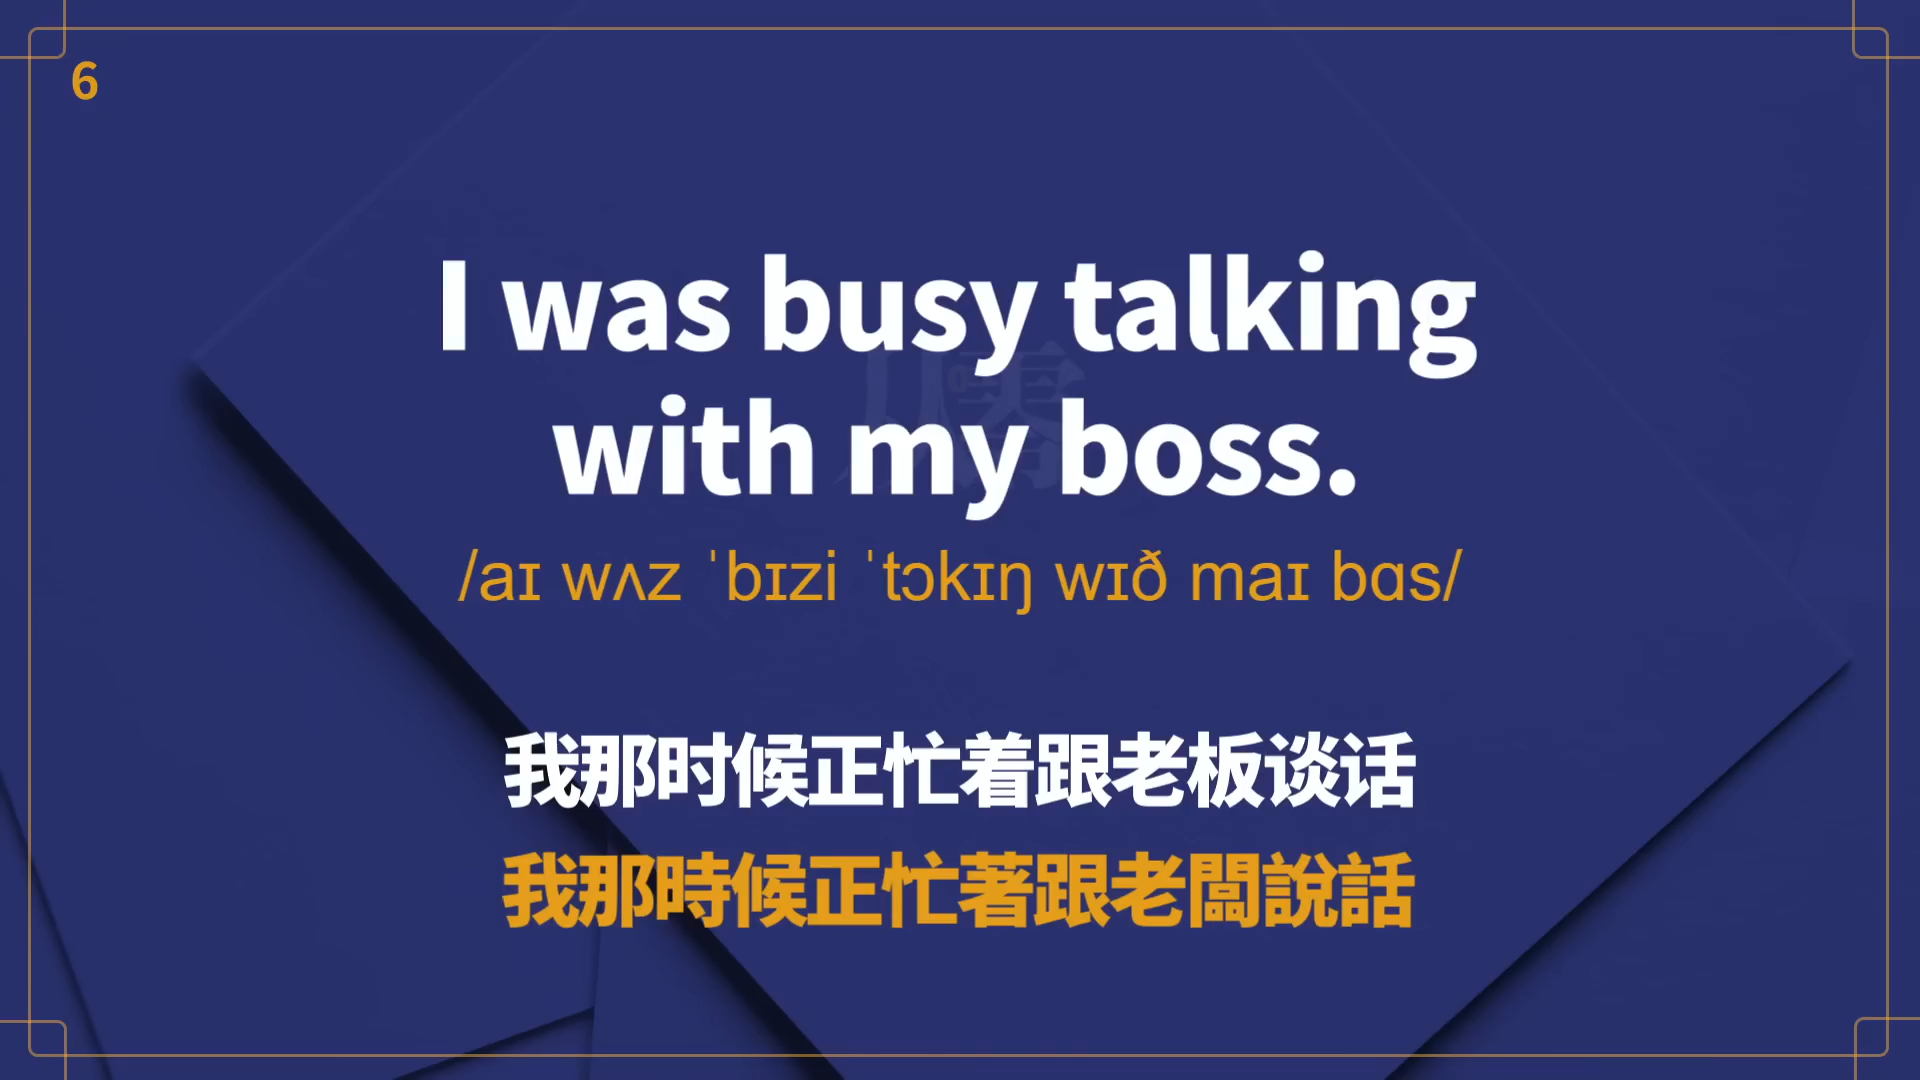 6
I was busy talking
with my boss.
/aɪ wʌz ˈbɪzi ˈtɔkɪŋ wɪð maɪ bɑs/
我那时候正忙着跟老板谈话
我那時候正忙著跟老闆說話